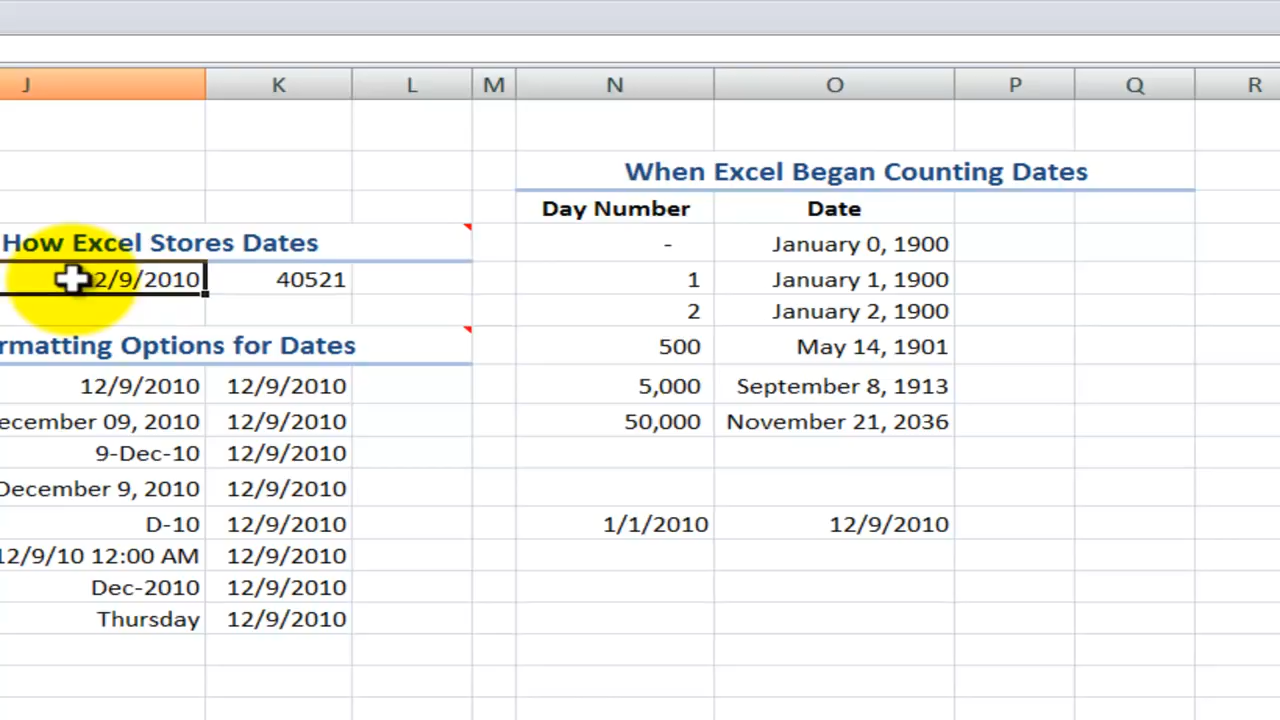 J K L M N O P Q R
When Excel Began Counting Dates
Day Number Date
- January 0, 1900
How Excel Stores Dates
2/9/2010 40521 1 January 1, 1900
2 January 2, 1900
rmatting Options for Dates 500 May 14, 1901
12/9/2010 12/9/2010 5,000 September 8, 1913
ecember 09, 2010 12/9/2010 50,000 November 21, 2036
9-Dec-10 12/9/2010
December 9, 2010 12/9/2010
D-10 12/9/2010 1/1/2010 12/9/2010
12/9/10 12:00 AM 12/9/2010
Dec-2010 12/9/2010
Thursday 12/9/2010